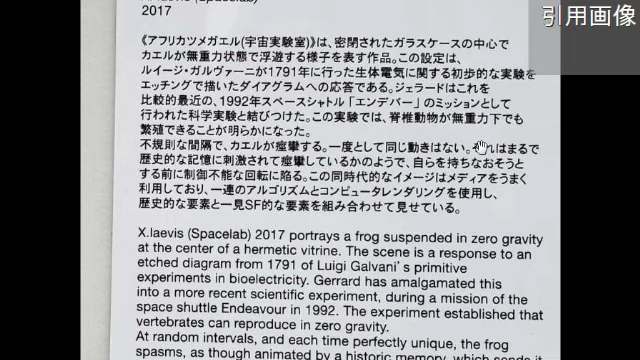 引用画像
X.laevis (Spacelab)
2017
《アフリカツメガエル(宇宙実験室)》は、密閉されたガラスケースの中心で
カエルが無重力状態で浮遊する様子を表す作品。この設定は、
ルイージ・ガルヴァーニが1791年に行った生体電気に関する初歩的な実験を
エッチングで描いたダイアグラムへの応答である。ジェラードはこれを
比較的最近の、1992年スペースシャトル「エンデバー」のミッションとして
行われた科学実験と結びつけた。この実験では、脊椎動物が無重力下でも
繁殖できることが明らかになった。
不規則な間隔で、カエルが痙攣する。一度として同じ動きはない。それはまるで
歴史的な記憶に刺激されて痙攣しているかのようで、自らを持ちなおそうと
する前に制御不能な回転に陥る。この同時代的なイメージはメディアをうまく
利用しており、一連のアルゴリズムとコンピュータレンダリングを使用し、
歴史的な要素と一見SF的な要素を組み合わせて見せている。
X.laevis (Spacelab) 2017 portrays a frog suspended in zero gravity
at the center of a hermetic vitrine. The scene is a response to an
etched diagram from 1791 of Luigi Galvani's primitive
experiments in bioelectricity. Gerrard has amalgamated this
into a more recent scientific experiment, during a mission of the
space shuttle Endeavour in 1992. The experiment established that
vertebrates can reproduce in zero gravity.
At random intervals, and each time perfectly unique, the frog
spasms, as though animated by a historic memory, which sends it